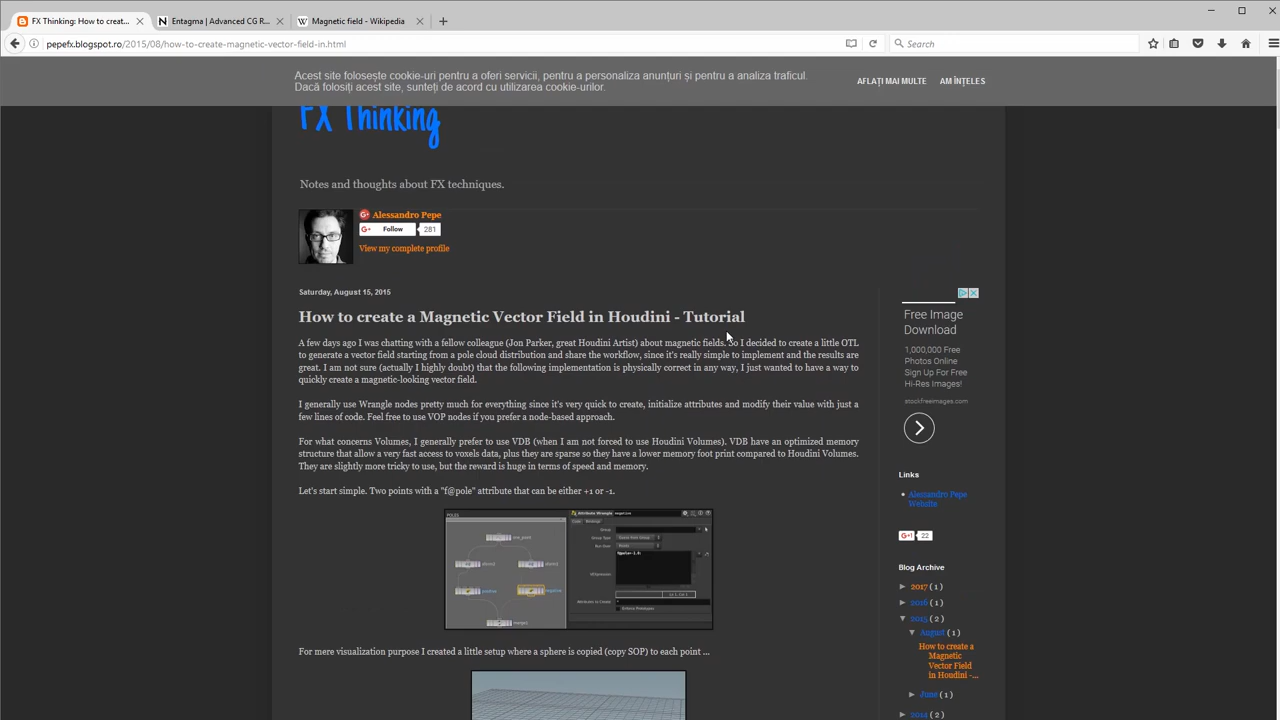 FX Thinking: How to creat...
Entagma | Advanced CG R...
Magnetic field - Wikipedia
pepefx.blogspot.ro/2015/08/how-to-create-magnetic-vector-field-in.html
Search
Acest site folosește cookie-uri pentru a oferi servicii, pentru a personaliza anunțuri și pentru a analiza traficul.
Dacă folosiți acest site, sunteți de acord cu utilizarea cookie-urilor.
AFLAȚI MAI MULTE
AM ÎNȚELES
FX Thinking
Notes and thoughts about FX techniques.
Alessandro Pepe
Follow
281
View my complete profile
Saturday, August 15, 2015
How to create a Magnetic Vector Field in Houdini - Tutorial
A few days ago I was chatting with a fellow colleague (Jon Parker, great Houdini Artist) about magnetic fields. So I decided to create a little OTL
to generate a vector field starting from a pole cloud distribution and share the workflow, since it's really simple to implement and the results are
great. I am not sure (actually I highly doubt) that the following implementation is physically correct in any way, I just wanted to have a way to
quickly create a magnetic-looking vector field.
I generally use Wrangle nodes pretty much for everything since it's very quick to create, initialize attributes and modify their value with just a
few lines of code. Feel free to use VOP nodes if you prefer a node-based approach.
For what concerns Volumes, I generally prefer to use VDB (when I am not forced to use Houdini Volumes). VDB have an optimized memory
structure that allow a very fast access to voxels data, plus they are sparse so they have a lower memory foot print compared to Houdini Volumes.
They are slightly more tricky to use, but the reward is huge in terms of speed and memory.
Let's start simple. Two points with a "f@pole" attribute that can be either +1 or -1.
POLES
positive
negative
Attribute Wrangle negative
For mere visualization purpose I created a little setup where a sphere is copied (copy SOP) to each point ...
Free Image
Download
1,000,000 Free
Photos Online
Sign Up For Free
Hi-Res Images!
stockfreeimages.com
Links
Alessandro Pepe
Website
G+1
22
Blog Archive
► 2017 ( 1 )
► 2016 ( 1 )
▼ 2015 ( 2 )
▼ August ( 1 )
How to create a
Magnetic
Vector Field
in Houdini -...
► June ( 1 )
► 2014 ( 2 )